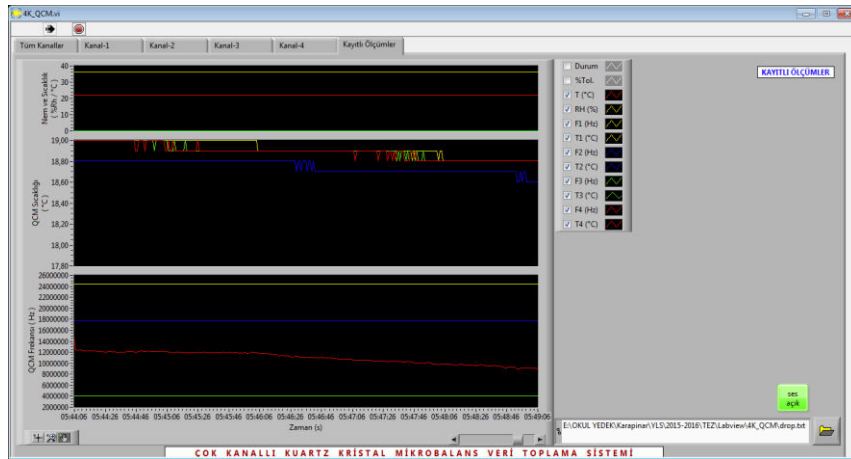 4K_QCM.vi
Tüm Kanallar Kanal-1 Kanal-2 Kanal-3 Kanal-4 Kayıtlı Ölçümler
KAYITLI ÖLÇÜMLER
Nem ve Sıcaklık
( %Rh / °C )
40
30
20
10
0
QCM Sıcaklığı
( °C )
19,00
18,80
18,60
18,40
18,20
18,00
17,80
QCM Frekansı ( Hz )
26000000
24000000
22000000
20000000
18000000
16000000
14000000
12000000
10000000
8000000
6000000
4000000
2000000
05:44:06 05:44:26 05:44:46 05:45:06 05:45:26 05:45:46 05:46:06 05:46:26 05:46:46 05:47:06 05:47:26 05:47:46 05:48:06 05:48:26 05:48:46 05:49:06
Zaman (s)
Durum
%Tol.
T (°C)
RH (%)
F1 (Hz)
T1 (°C)
F2 (Hz)
T2 (°C)
F3 (Hz)
T3 (°C)
F4 (Hz)
T4 (°C)
ses
açık
E:\OKUL YEDEK\Karapinar\YLS\2015-2016\TEZ\Labview\4K_QCM\drop.txt
ÇOK KANALLI KUARTZ KRİSTAL MİKROBALANS VERİ TOPLAMA SİSTEMİ